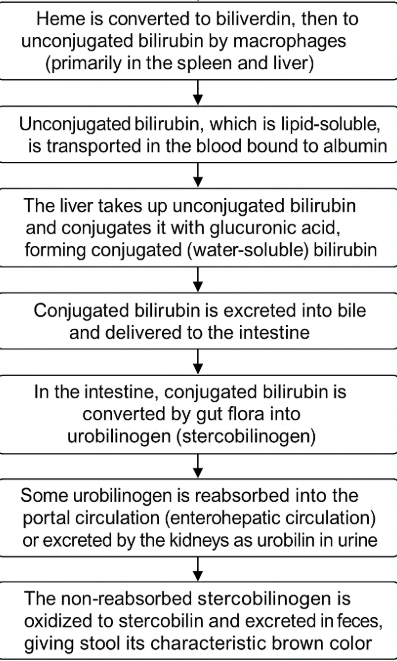 Heme is converted to biliverdin, then to
unconjugated bilirubin by macrophages
(primarily in the spleen and liver)
Unconjugated bilirubin, which is lipid-soluble,
is transported in the blood bound to albumin
The liver takes up unconjugated bilirubin
and conjugates it with glucuronic acid,
forming conjugated (water-soluble) bilirubin
Conjugated bilirubin is excreted into bile
and delivered to the intestine
In the intestine, conjugated bilirubin is
converted by gut flora into
urobilinogen (stercobilinogen)
Some urobilinogen is reabsorbed into the
portal circulation (enterohepatic circulation)
or excreted by the kidneys as urobilin in urine
The non-reabsorbed stercobilinogen is
oxidized to stercobilin and excreted in feces,
giving stool its characteristic brown color